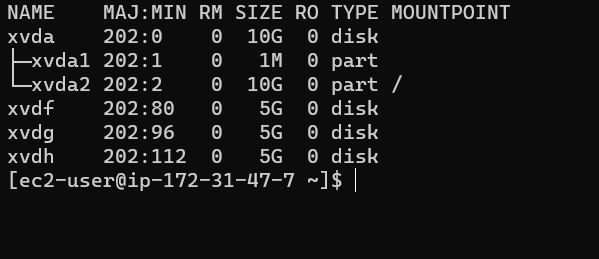 NAME    MAJ:MIN RM SIZE RO TYPE MOUNTPOINT
xvda    202:0    0  10G  0 disk
├─xvda1 202:1    0   1M  0 part
└─xvda2 202:2    0  10G  0 part /
xvdf    202:80   0   5G  0 disk
xvdg    202:96   0   5G  0 disk
xvdh    202:112  0   5G  0 disk
[ec2-user@ip-172-31-47-7 ~]$